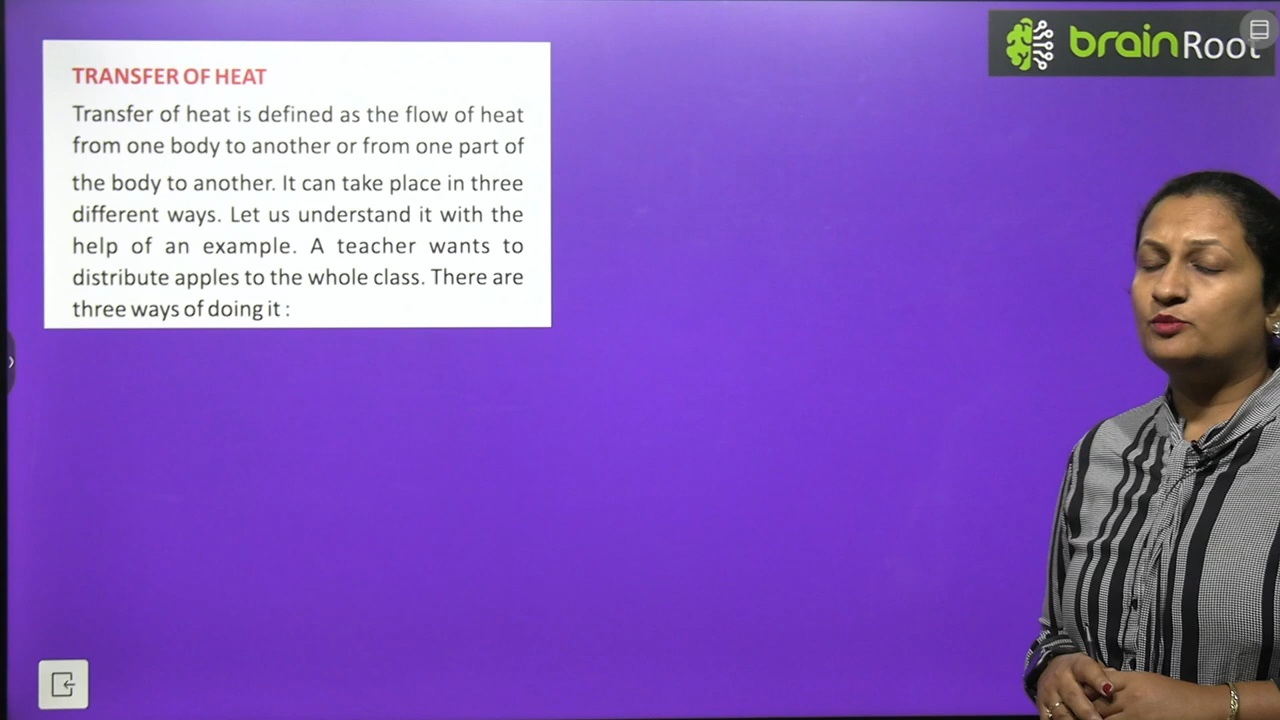 brainRoot
TRANSFER OF HEAT
Transfer of heat is defined as the flow of heat
from one body to another or from one part of
the body to another. It can take place in three
different ways. Let us understand it with the
help of an example. A teacher wants to
distribute apples to the whole class. There are
three ways of doing it :